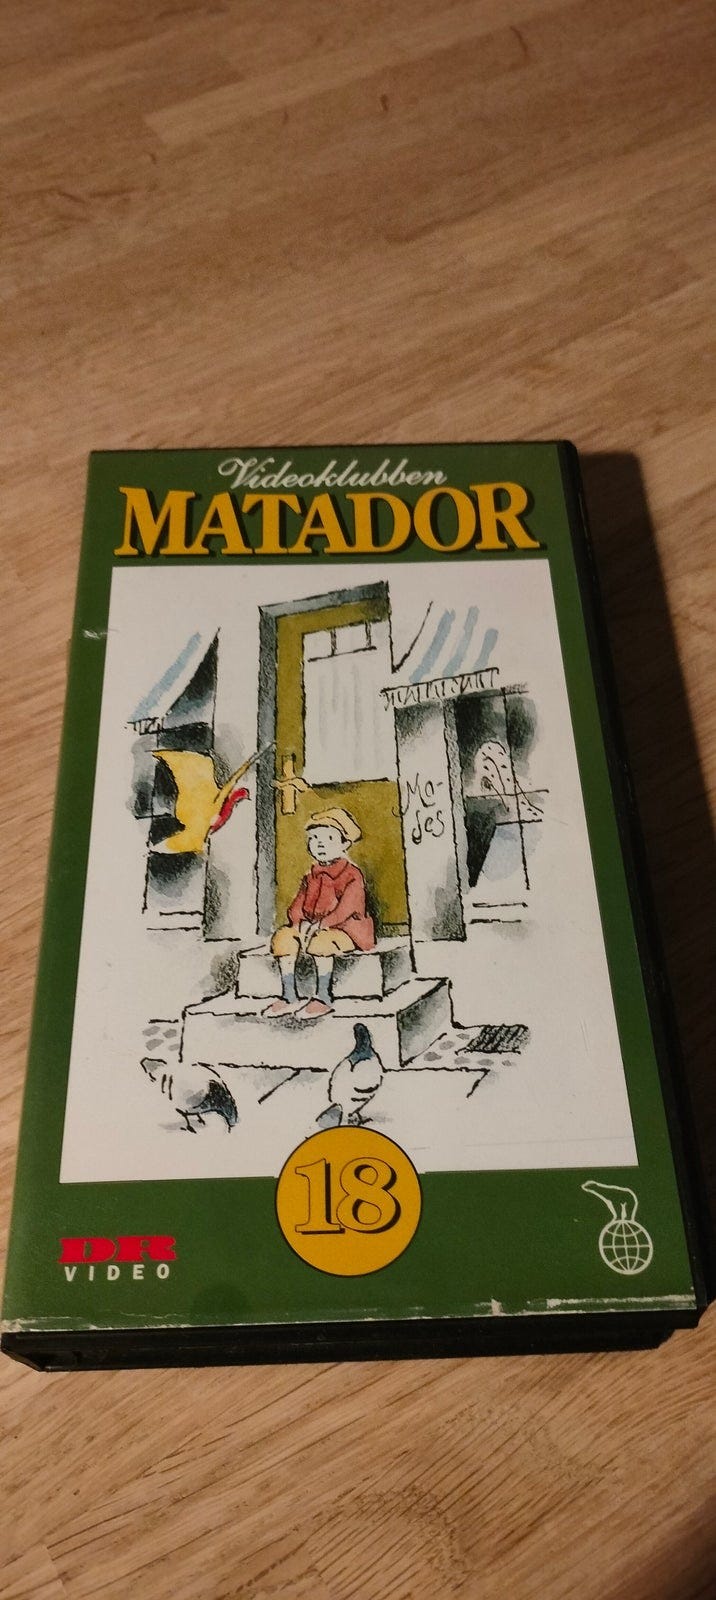 Videoklubben
MATADOR
Mo-
ses
18
DR
VIDEO